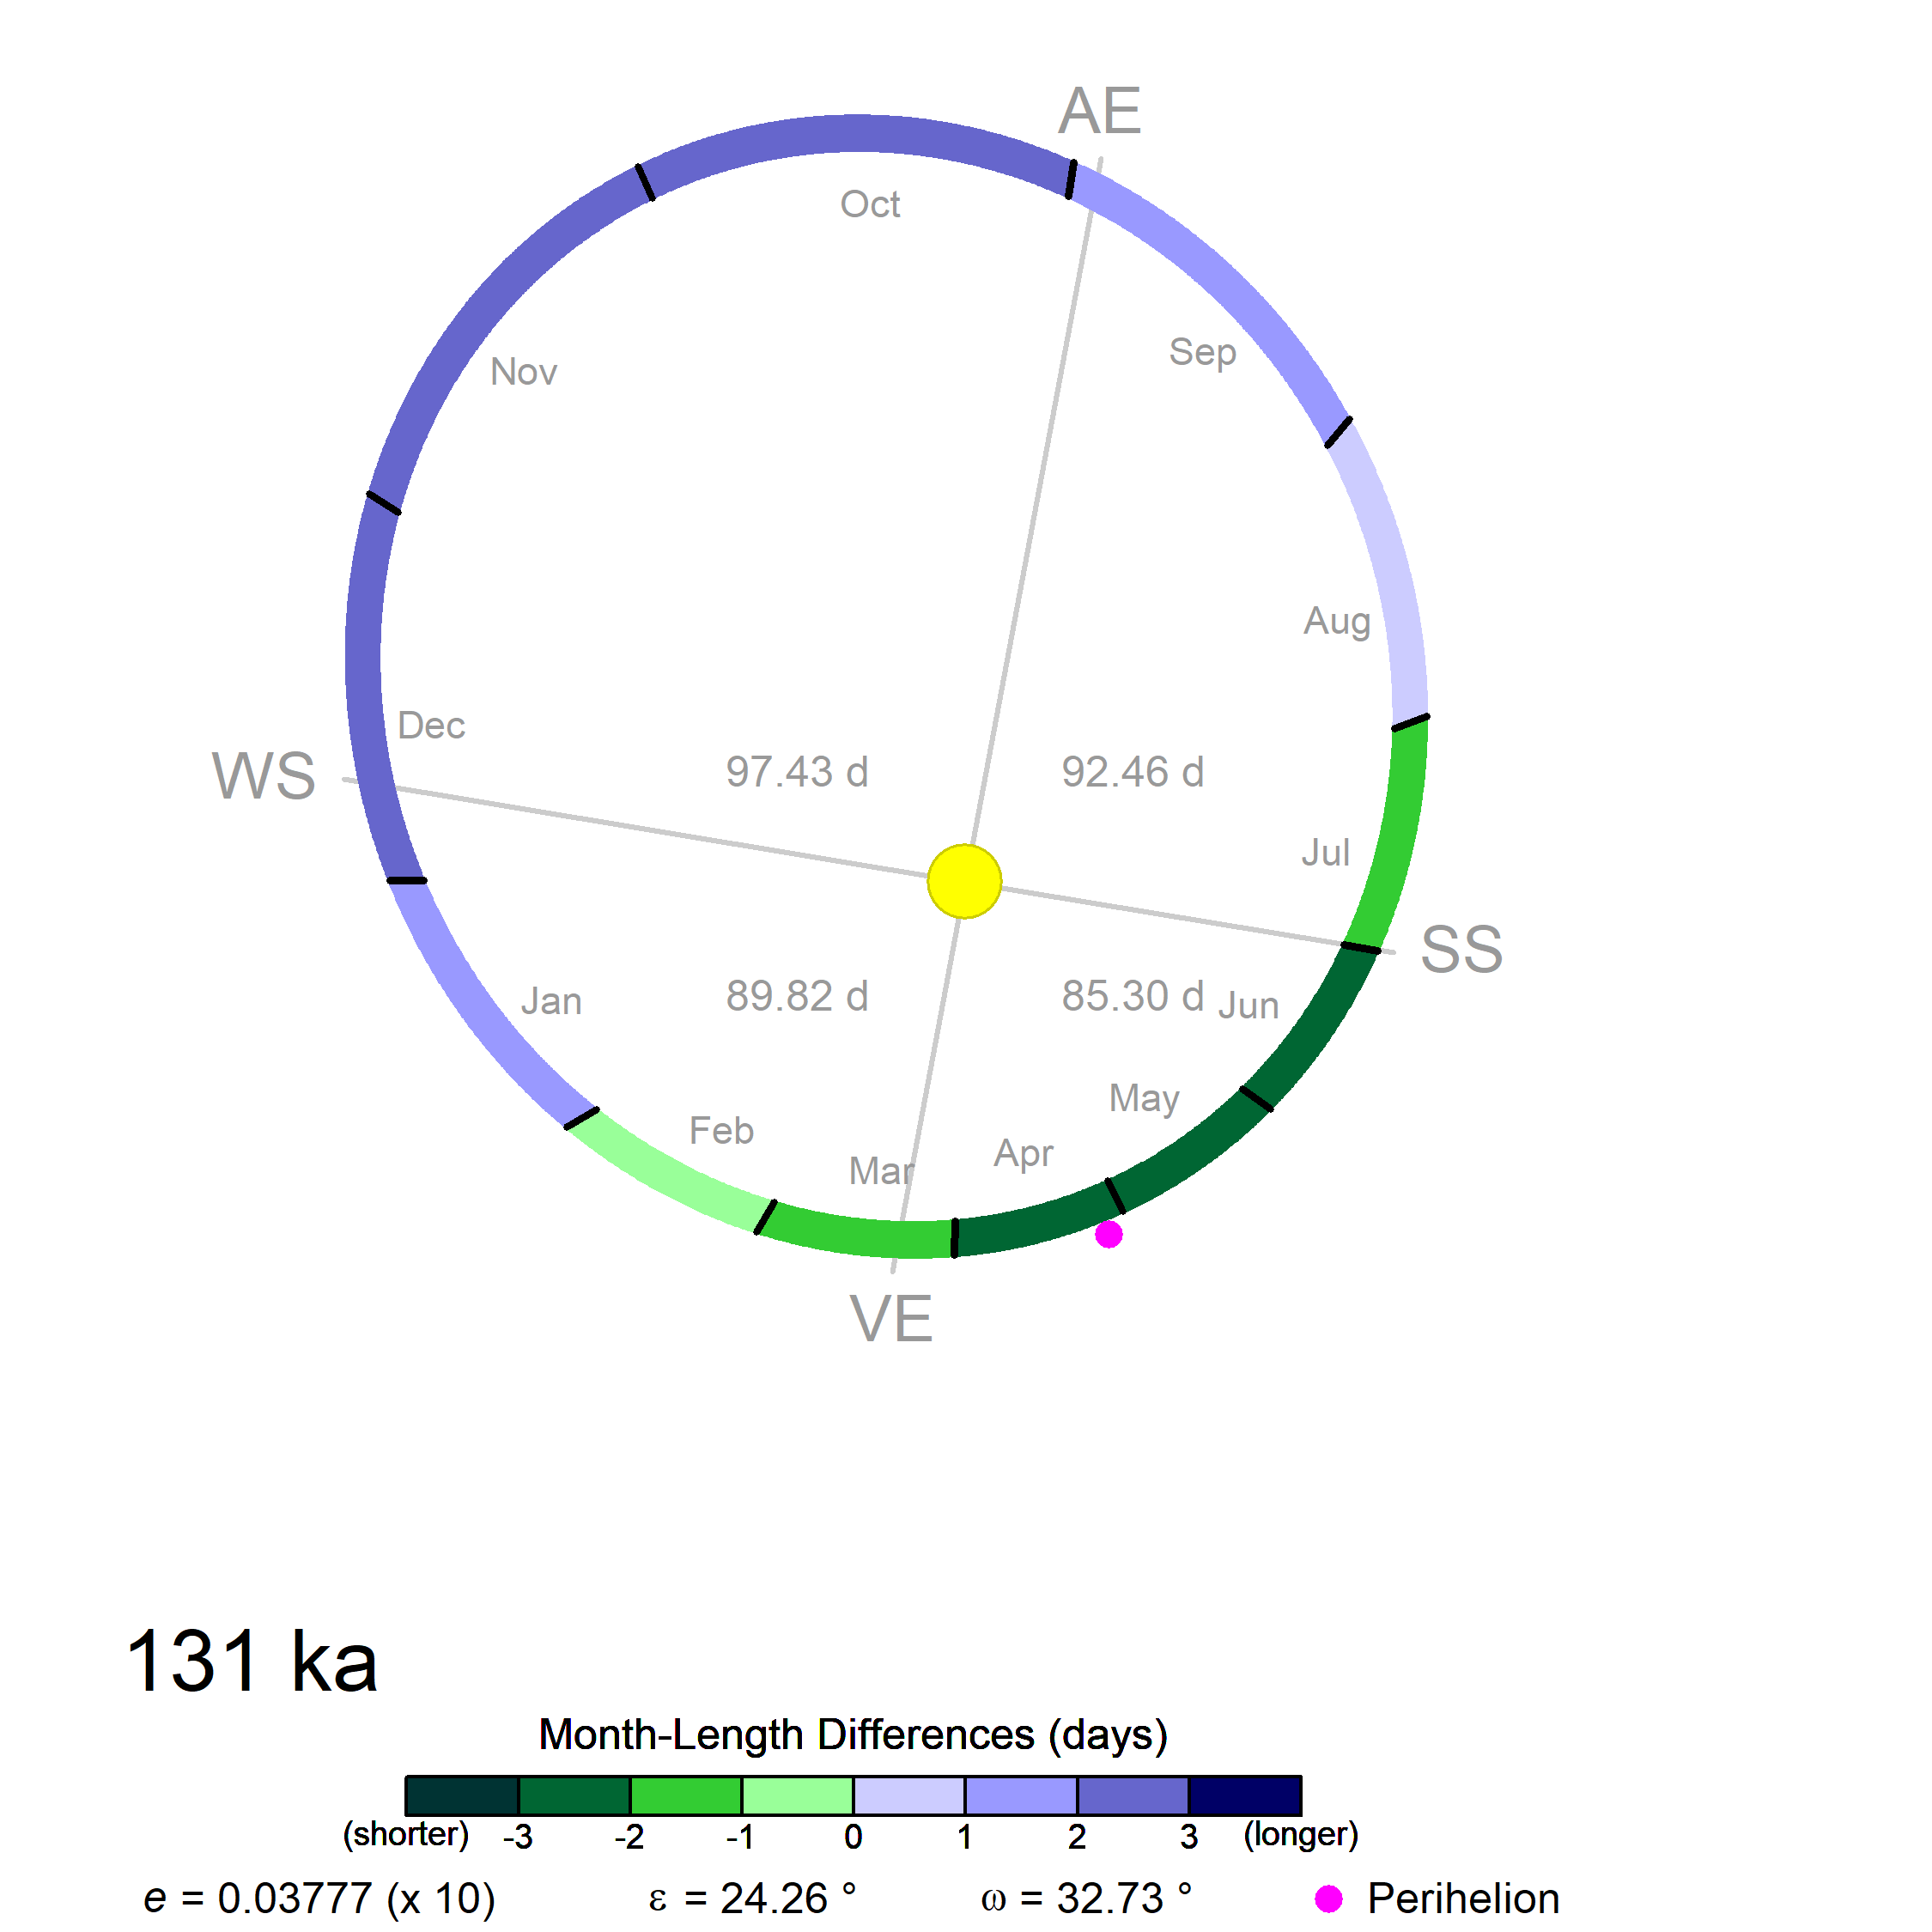 AE
Oct
Sep
Nov
Aug
Dec
WS
97.43 d
92.46 d
Jul
SS
89.82 d
85.30 d
Jan
Jun
May
Feb
Mar
Apr
VE
131 ka
Month-Length Differences (days)
(shorter) -3 -2 -1 0 1 2 3 (longer)
e = 0.03777 (x 10) ε = 24.26 ° ω = 32.73 ° Perihelion